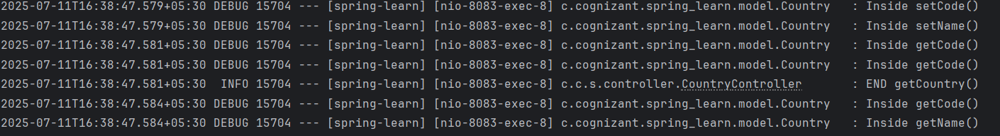 2025-07-11T16:38:47.579+05:30 DEBUG 15704 --- [spring-learn] [nio-8083-exec-8] c.cognizant.spring_learn.model.Country   : Inside setCode()
2025-07-11T16:38:47.579+05:30 DEBUG 15704 --- [spring-learn] [nio-8083-exec-8] c.cognizant.spring_learn.model.Country   : Inside setName()
2025-07-11T16:38:47.581+05:30 DEBUG 15704 --- [spring-learn] [nio-8083-exec-8] c.cognizant.spring_learn.model.Country   : Inside getCode()
2025-07-11T16:38:47.581+05:30 DEBUG 15704 --- [spring-learn] [nio-8083-exec-8] c.cognizant.spring_learn.model.Country   : Inside getCode()
2025-07-11T16:38:47.581+05:30  INFO 15704 --- [spring-learn] [nio-8083-exec-8] c.c.s.controller.CountryController       : END getCountry()
2025-07-11T16:38:47.584+05:30 DEBUG 15704 --- [spring-learn] [nio-8083-exec-8] c.cognizant.spring_learn.model.Country   : Inside getCode()
2025-07-11T16:38:47.584+05:30 DEBUG 15704 --- [spring-learn] [nio-8083-exec-8] c.cognizant.spring_learn.model.Country   : Inside getName()